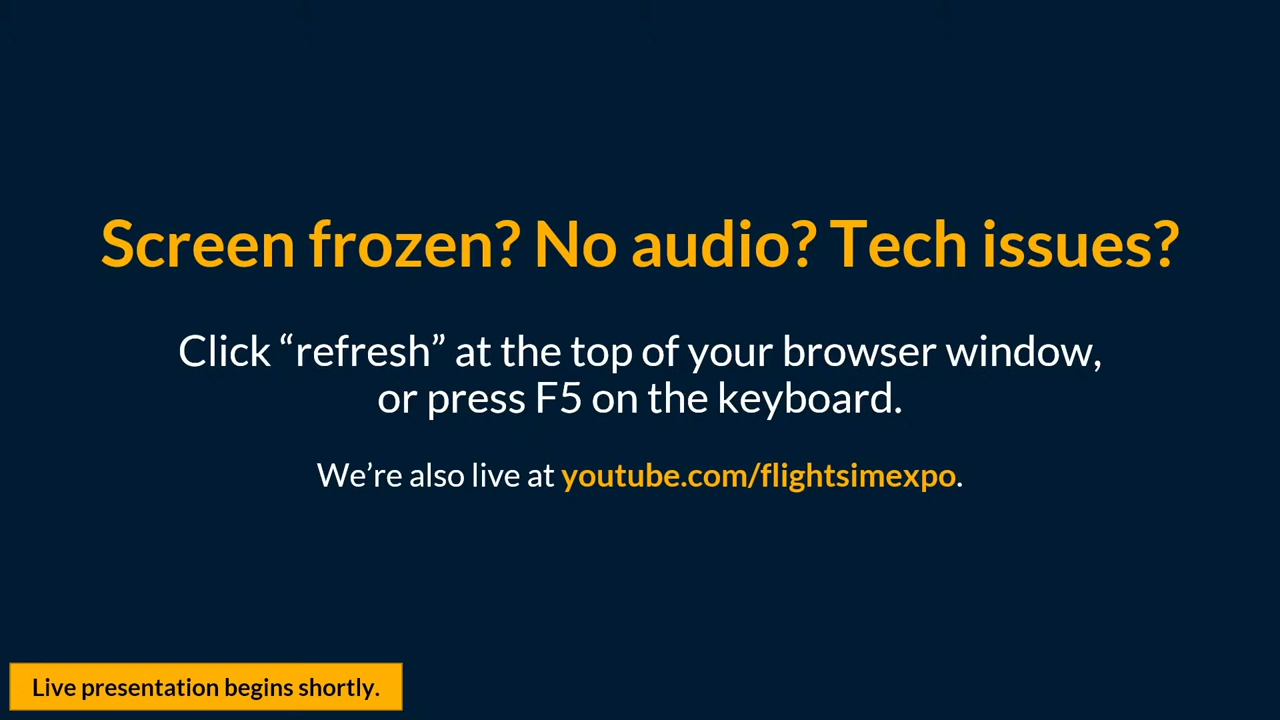 Screen frozen? No audio? Tech issues?
Click “refresh” at the top of your browser window,
or press F5 on the keyboard.
We’re also live at youtube.com/flightsimexpo.
Live presentation begins shortly.